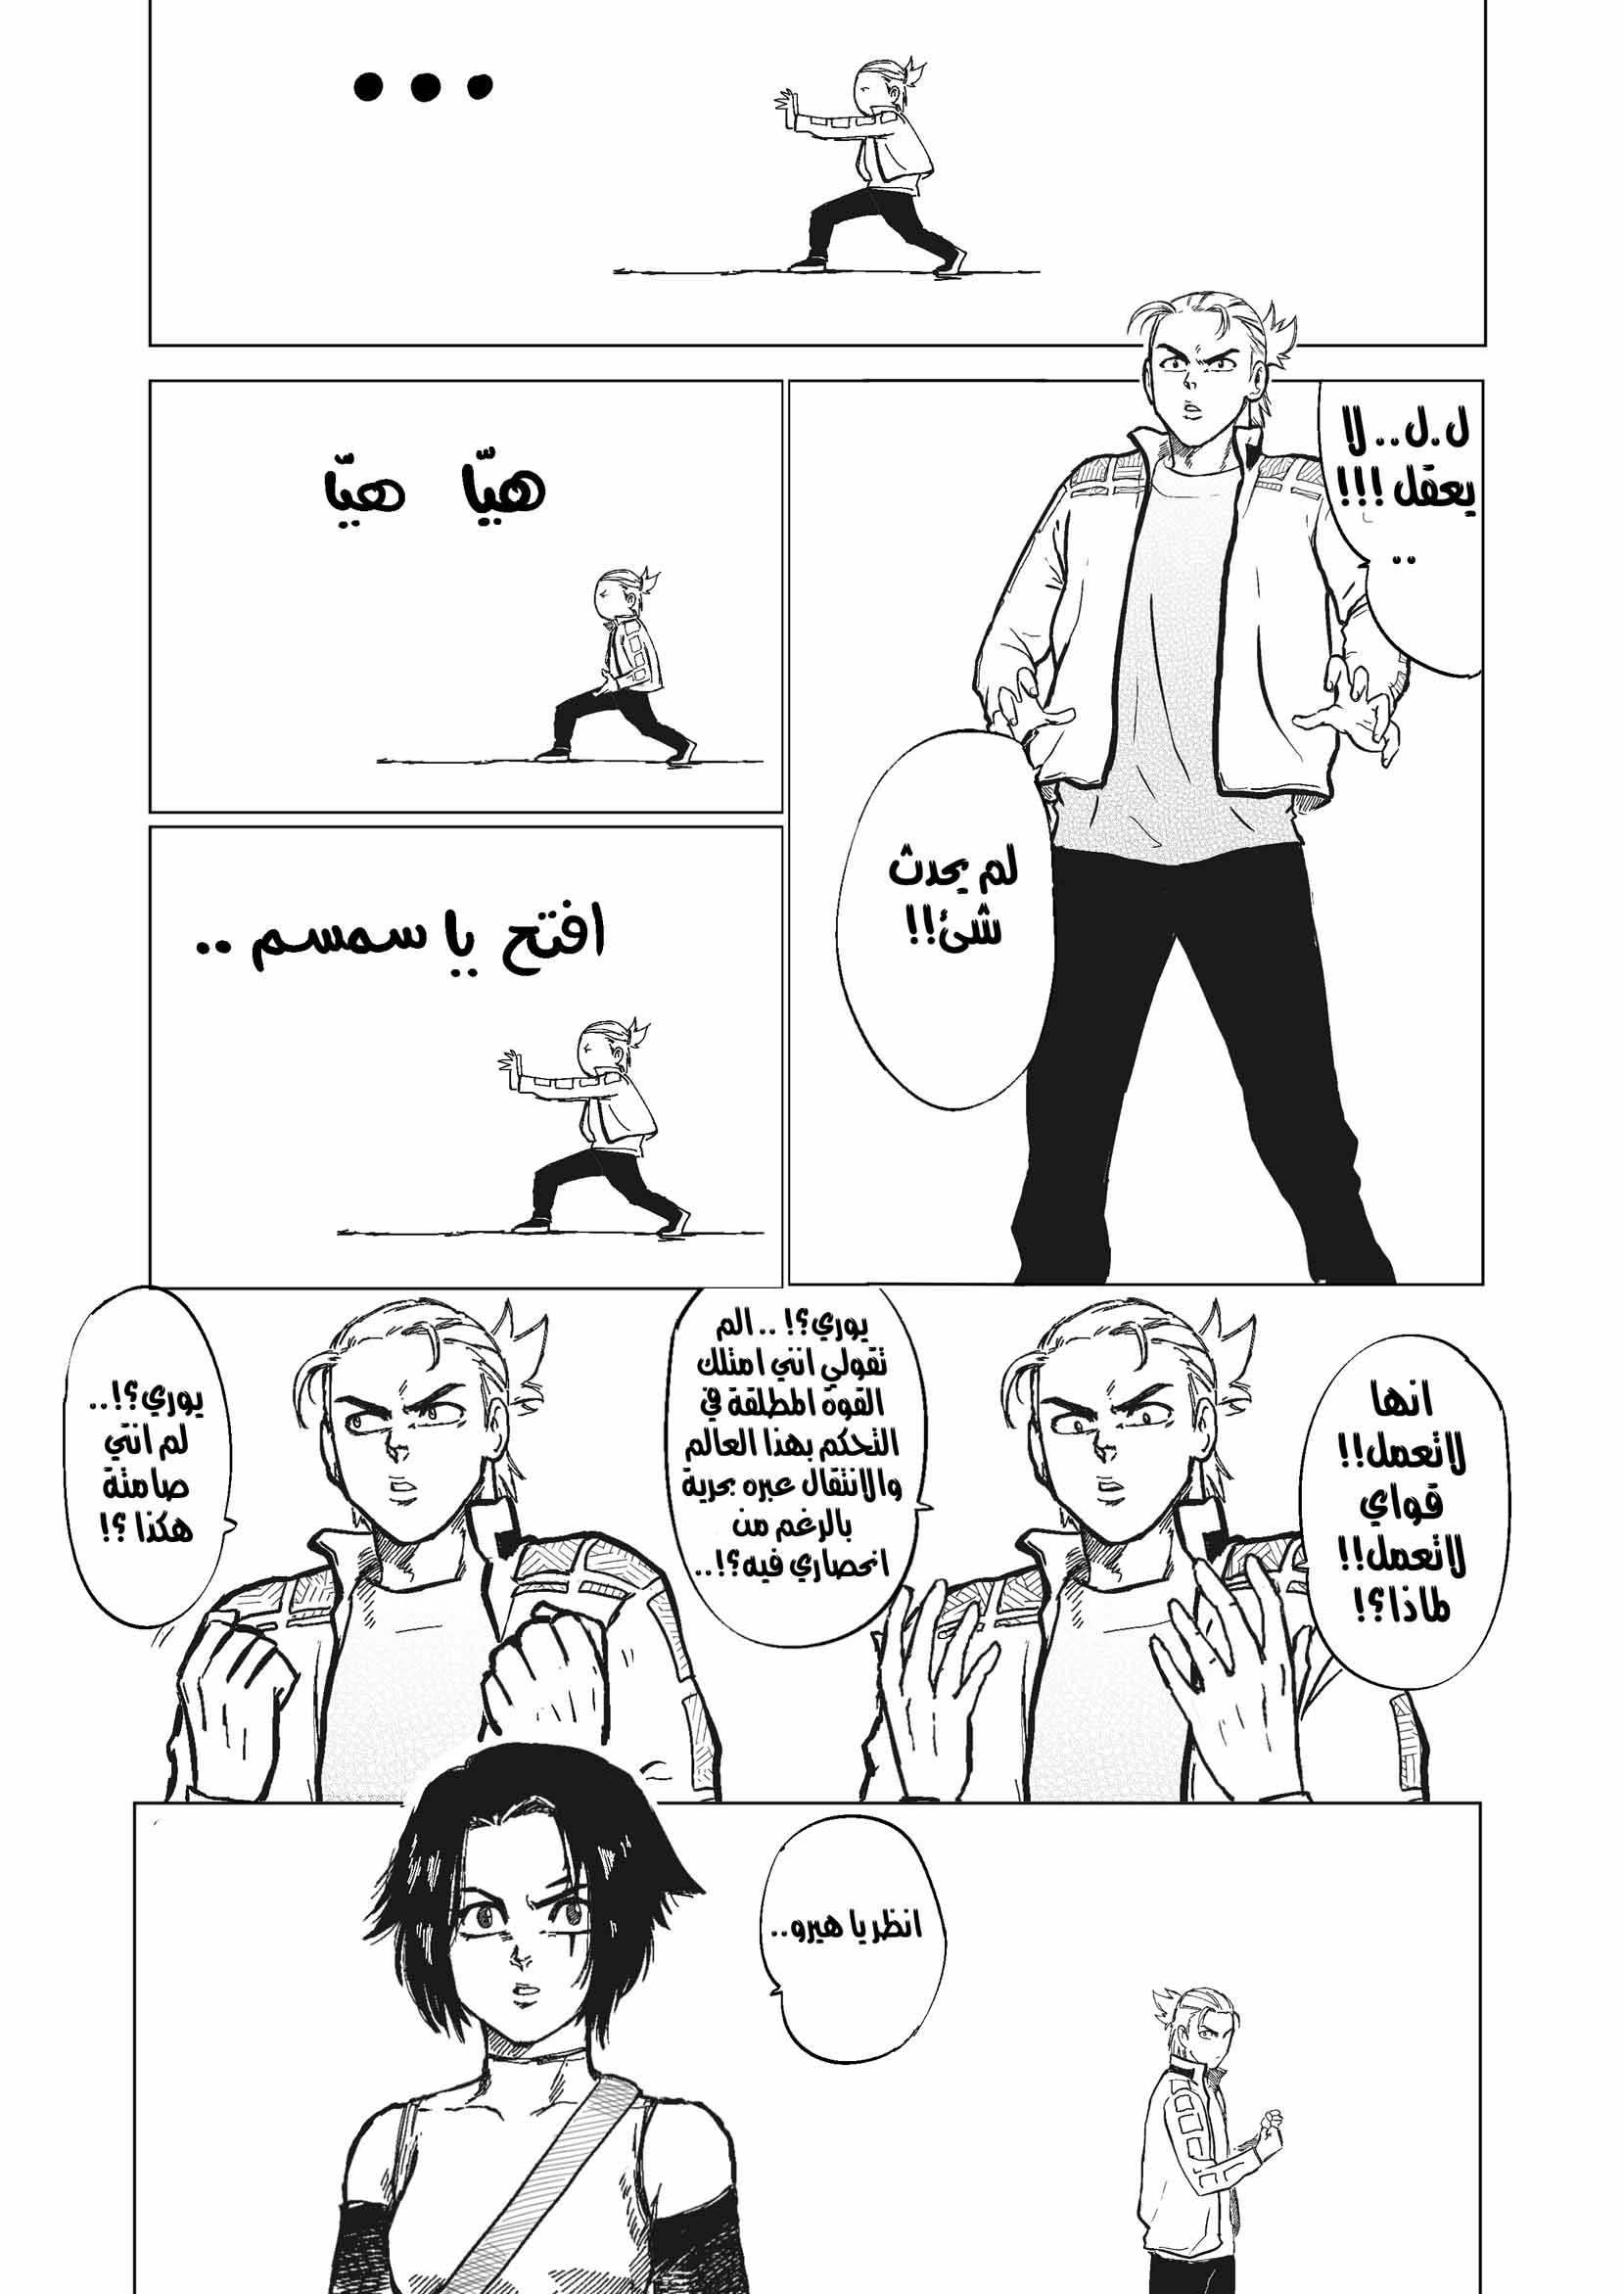 ...
ل.ل.. لا
يعقل !!!
..
لم يحدث
شئ!!
هيّا هيّا
افتح يا سمسم ..
انها
لاتعمل!!
قواي
لاتعمل!!
لماذا؟!
يوري؟! .. الم
تقولي انني امتلك
القوة المطلقة في
التحكم بهذا العالم
والانتقال عبره بحرية
بالرغم من
انحصاري فيه؟!..
يوري؟!..
لم انتي
صامتة
هكذا ؟!
انظر يا هيرو..